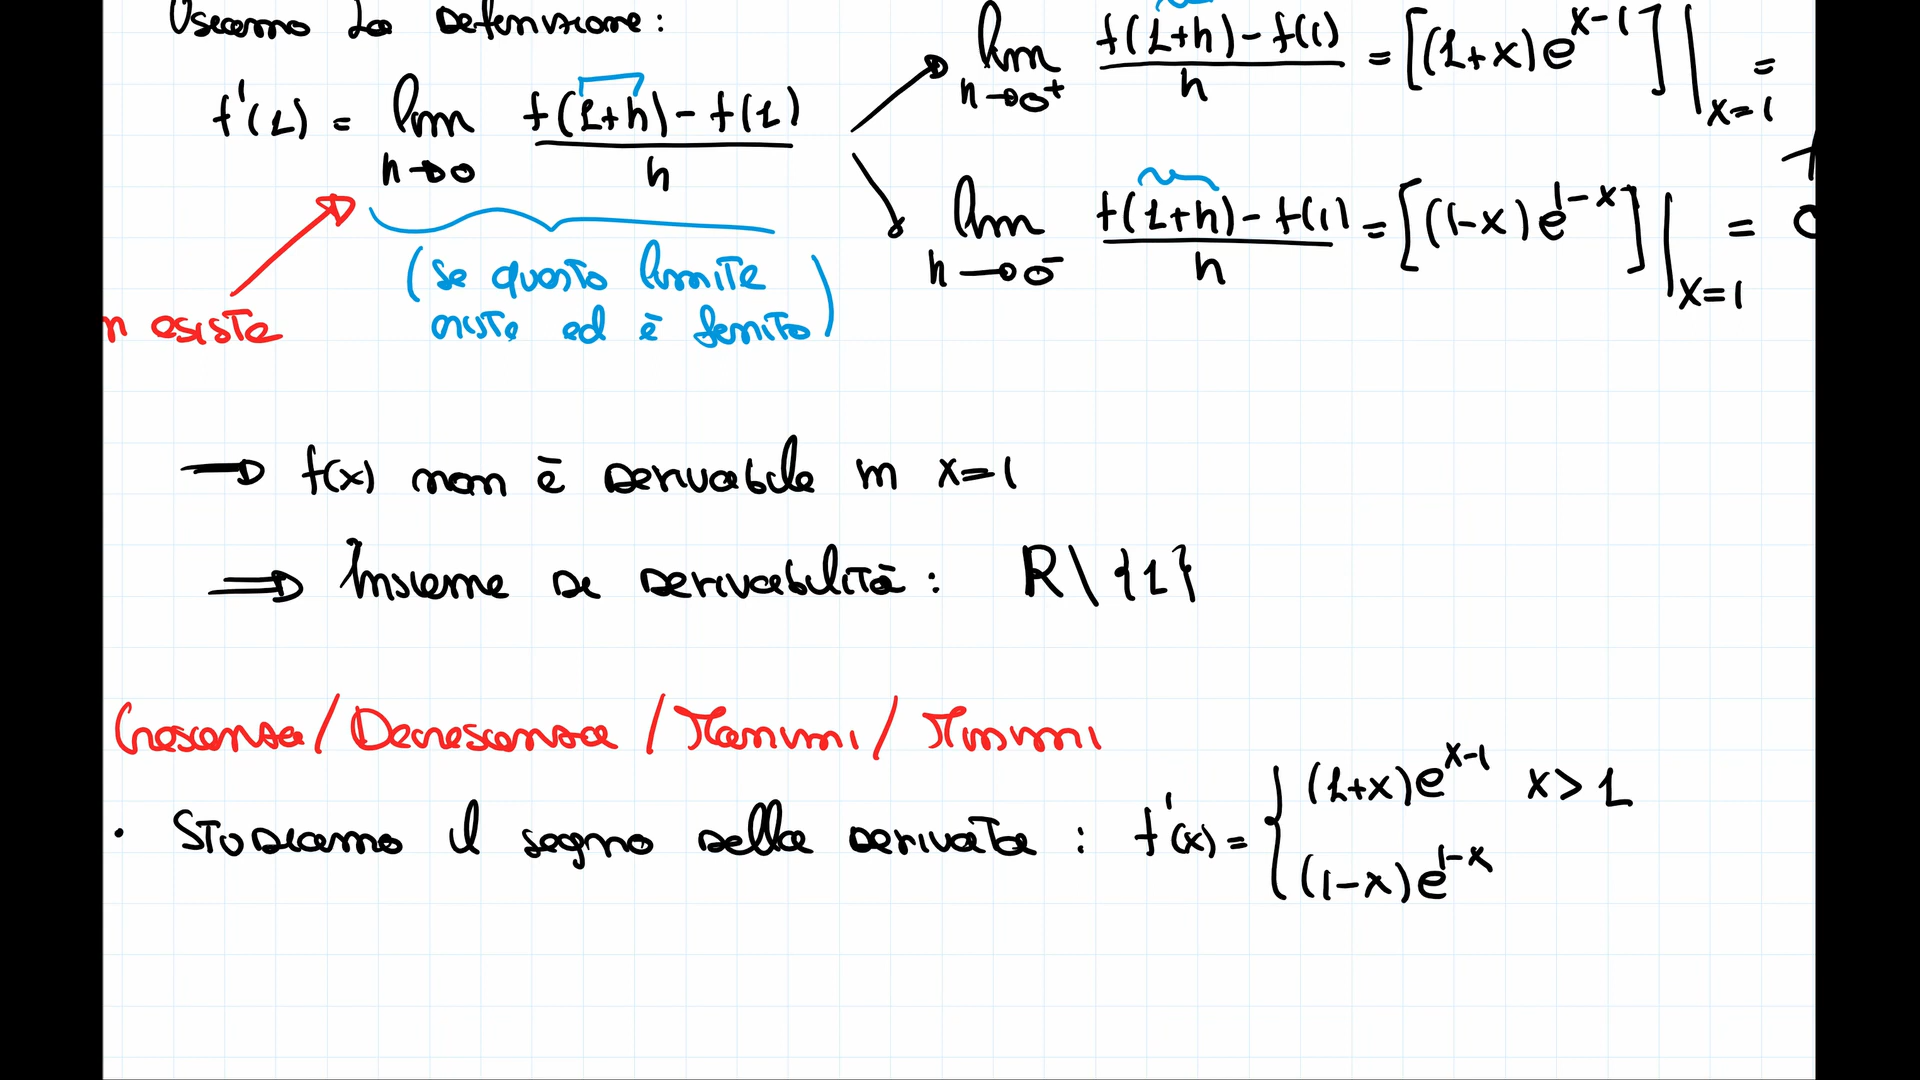 Usiamo la definizione:
f'(1) = lim h→0 f(1+h) - f(1) / h
lim h→0+ f(1+h) - f(1) / h = [(1+x)e^{x-1}] |_{x=1} =
lim h→0- f(1+h) - f(1) / h = [(1-x)e^{1-x}] |_{x=1} = 0
(se questo limite
esiste ed è finito)
n esiste
→ f(x) non è derivabile in x=1
⇒ Insieme di derivabilità: R\{1}
Crescenza/Decrescenza/Massimi/Minimi
• Studiamo il segno della derivata: f'(x) = { (1+x)e^{x-1} x>1
(1-x)e^{1-x}